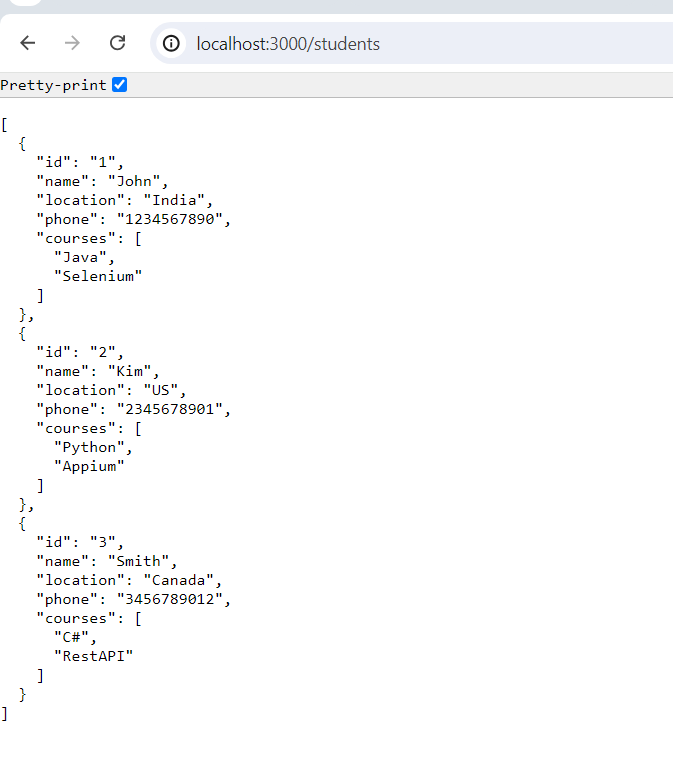 localhost:3000/students
Pretty-print
[
  {
    "id": "1",
    "name": "John",
    "location": "India",
    "phone": "1234567890",
    "courses": [
      "Java",
      "Selenium"
    ]
  },
  {
    "id": "2",
    "name": "Kim",
    "location": "US",
    "phone": "2345678901",
    "courses": [
      "Python",
      "Appium"
    ]
  },
  {
    "id": "3",
    "name": "Smith",
    "location": "Canada",
    "phone": "3456789012",
    "courses": [
      "C#",
      "RestAPI"
    ]
  }
]